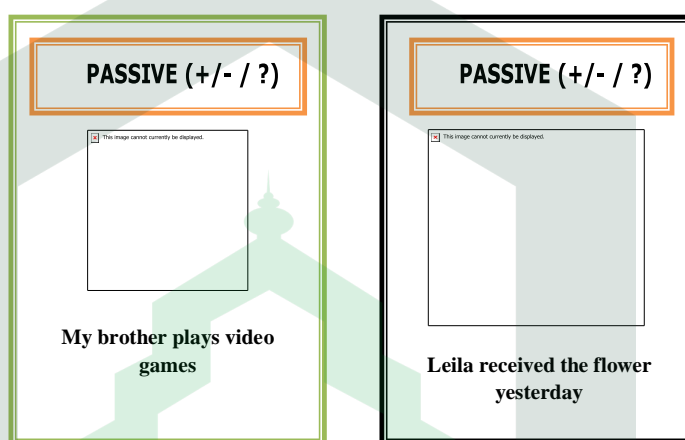 PASSIVE (+/- / ?)
This image cannot currently be displayed.
My brother plays video
games
PASSIVE (+/- / ?)
This image cannot currently be displayed.
Leila received the flower
yesterday